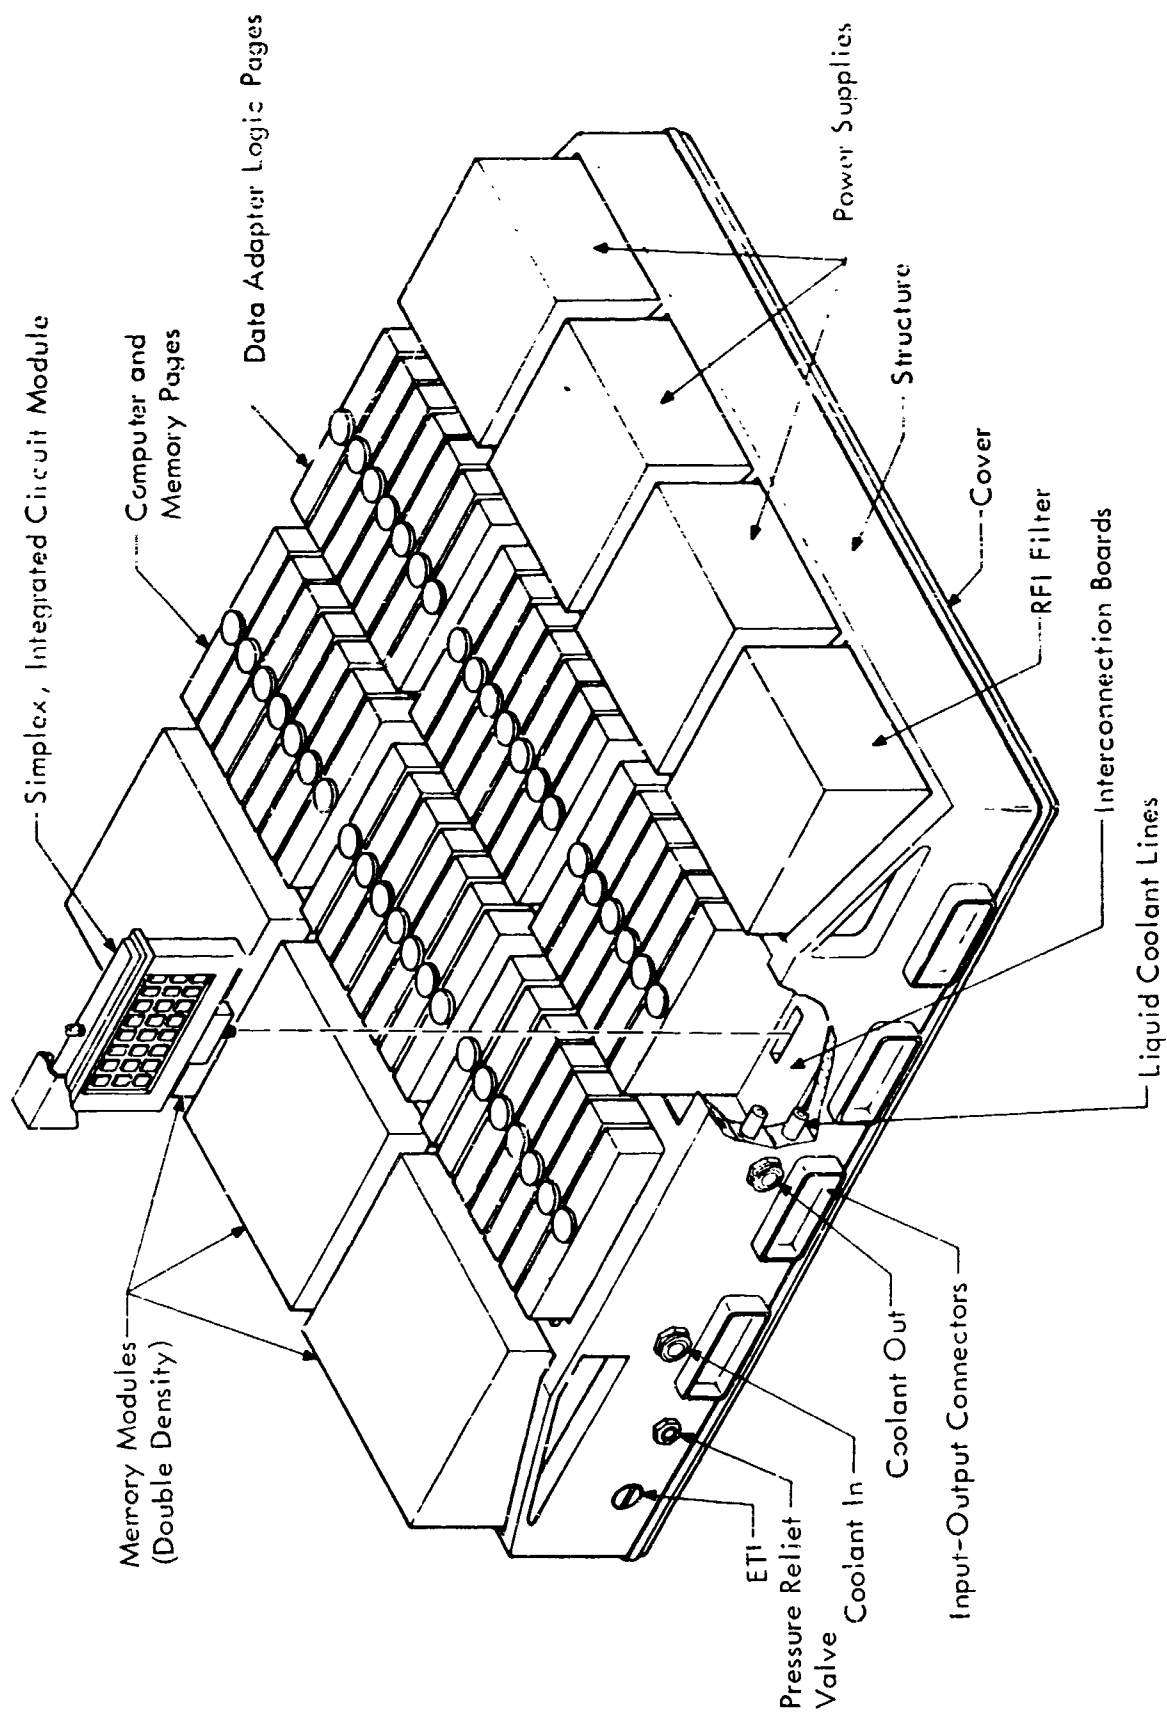 Simplex, Integrated Circuit Module
Computer and
Memory Pages
Data Adapter Logic Pages
Memory Modules
(Double Density)
Power Supplies
Structure
Cover
RFI Filter
Interconnection Boards
Liquid Coolant Lines
ETI
Pressure Relief
Valve
Coolant In
Coolant Out
Input-Output Connectors